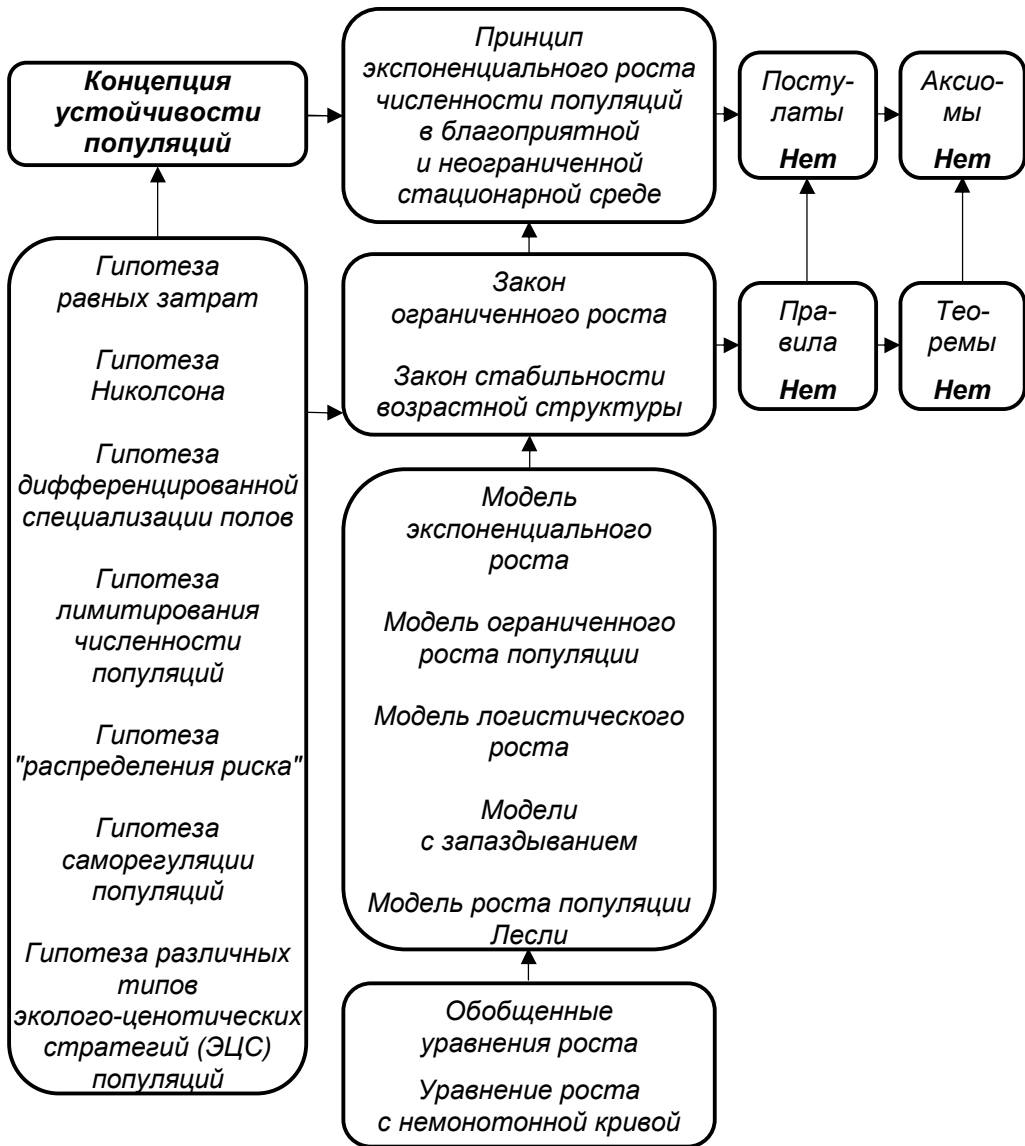 Концепция
устойчивости
популяций
Принцип
экспоненциального роста
численности популяций
в благоприятной
и неограниченной
стационарной среде
Посту-
латы
Нет
Аксио-
мы
Нет
Гипотеза
равных затрат
Гипотеза
Николсона
Гипотеза
дифференцированной
специализации полов
Гипотеза
лимитирования
численности
популяций
Гипотеза
"распределения риска"
Гипотеза
саморегуляции
популяций
Гипотеза различных
типов
эколого-ценотических
стратегий (ЭЦС)
популяций
Закон
ограниченного роста
Закон стабильности
возрастной структуры
Пра-
вила
Нет
Тео-
ремы
Нет
Модель
экспоненциального
роста
Модель ограниченного
роста популяции
Модель логистического
роста
Модели
с запаздыванием
Модель роста популяции
Лесли
Обобщенные
уравнения роста
Уравнение роста
с немонотонной кривой